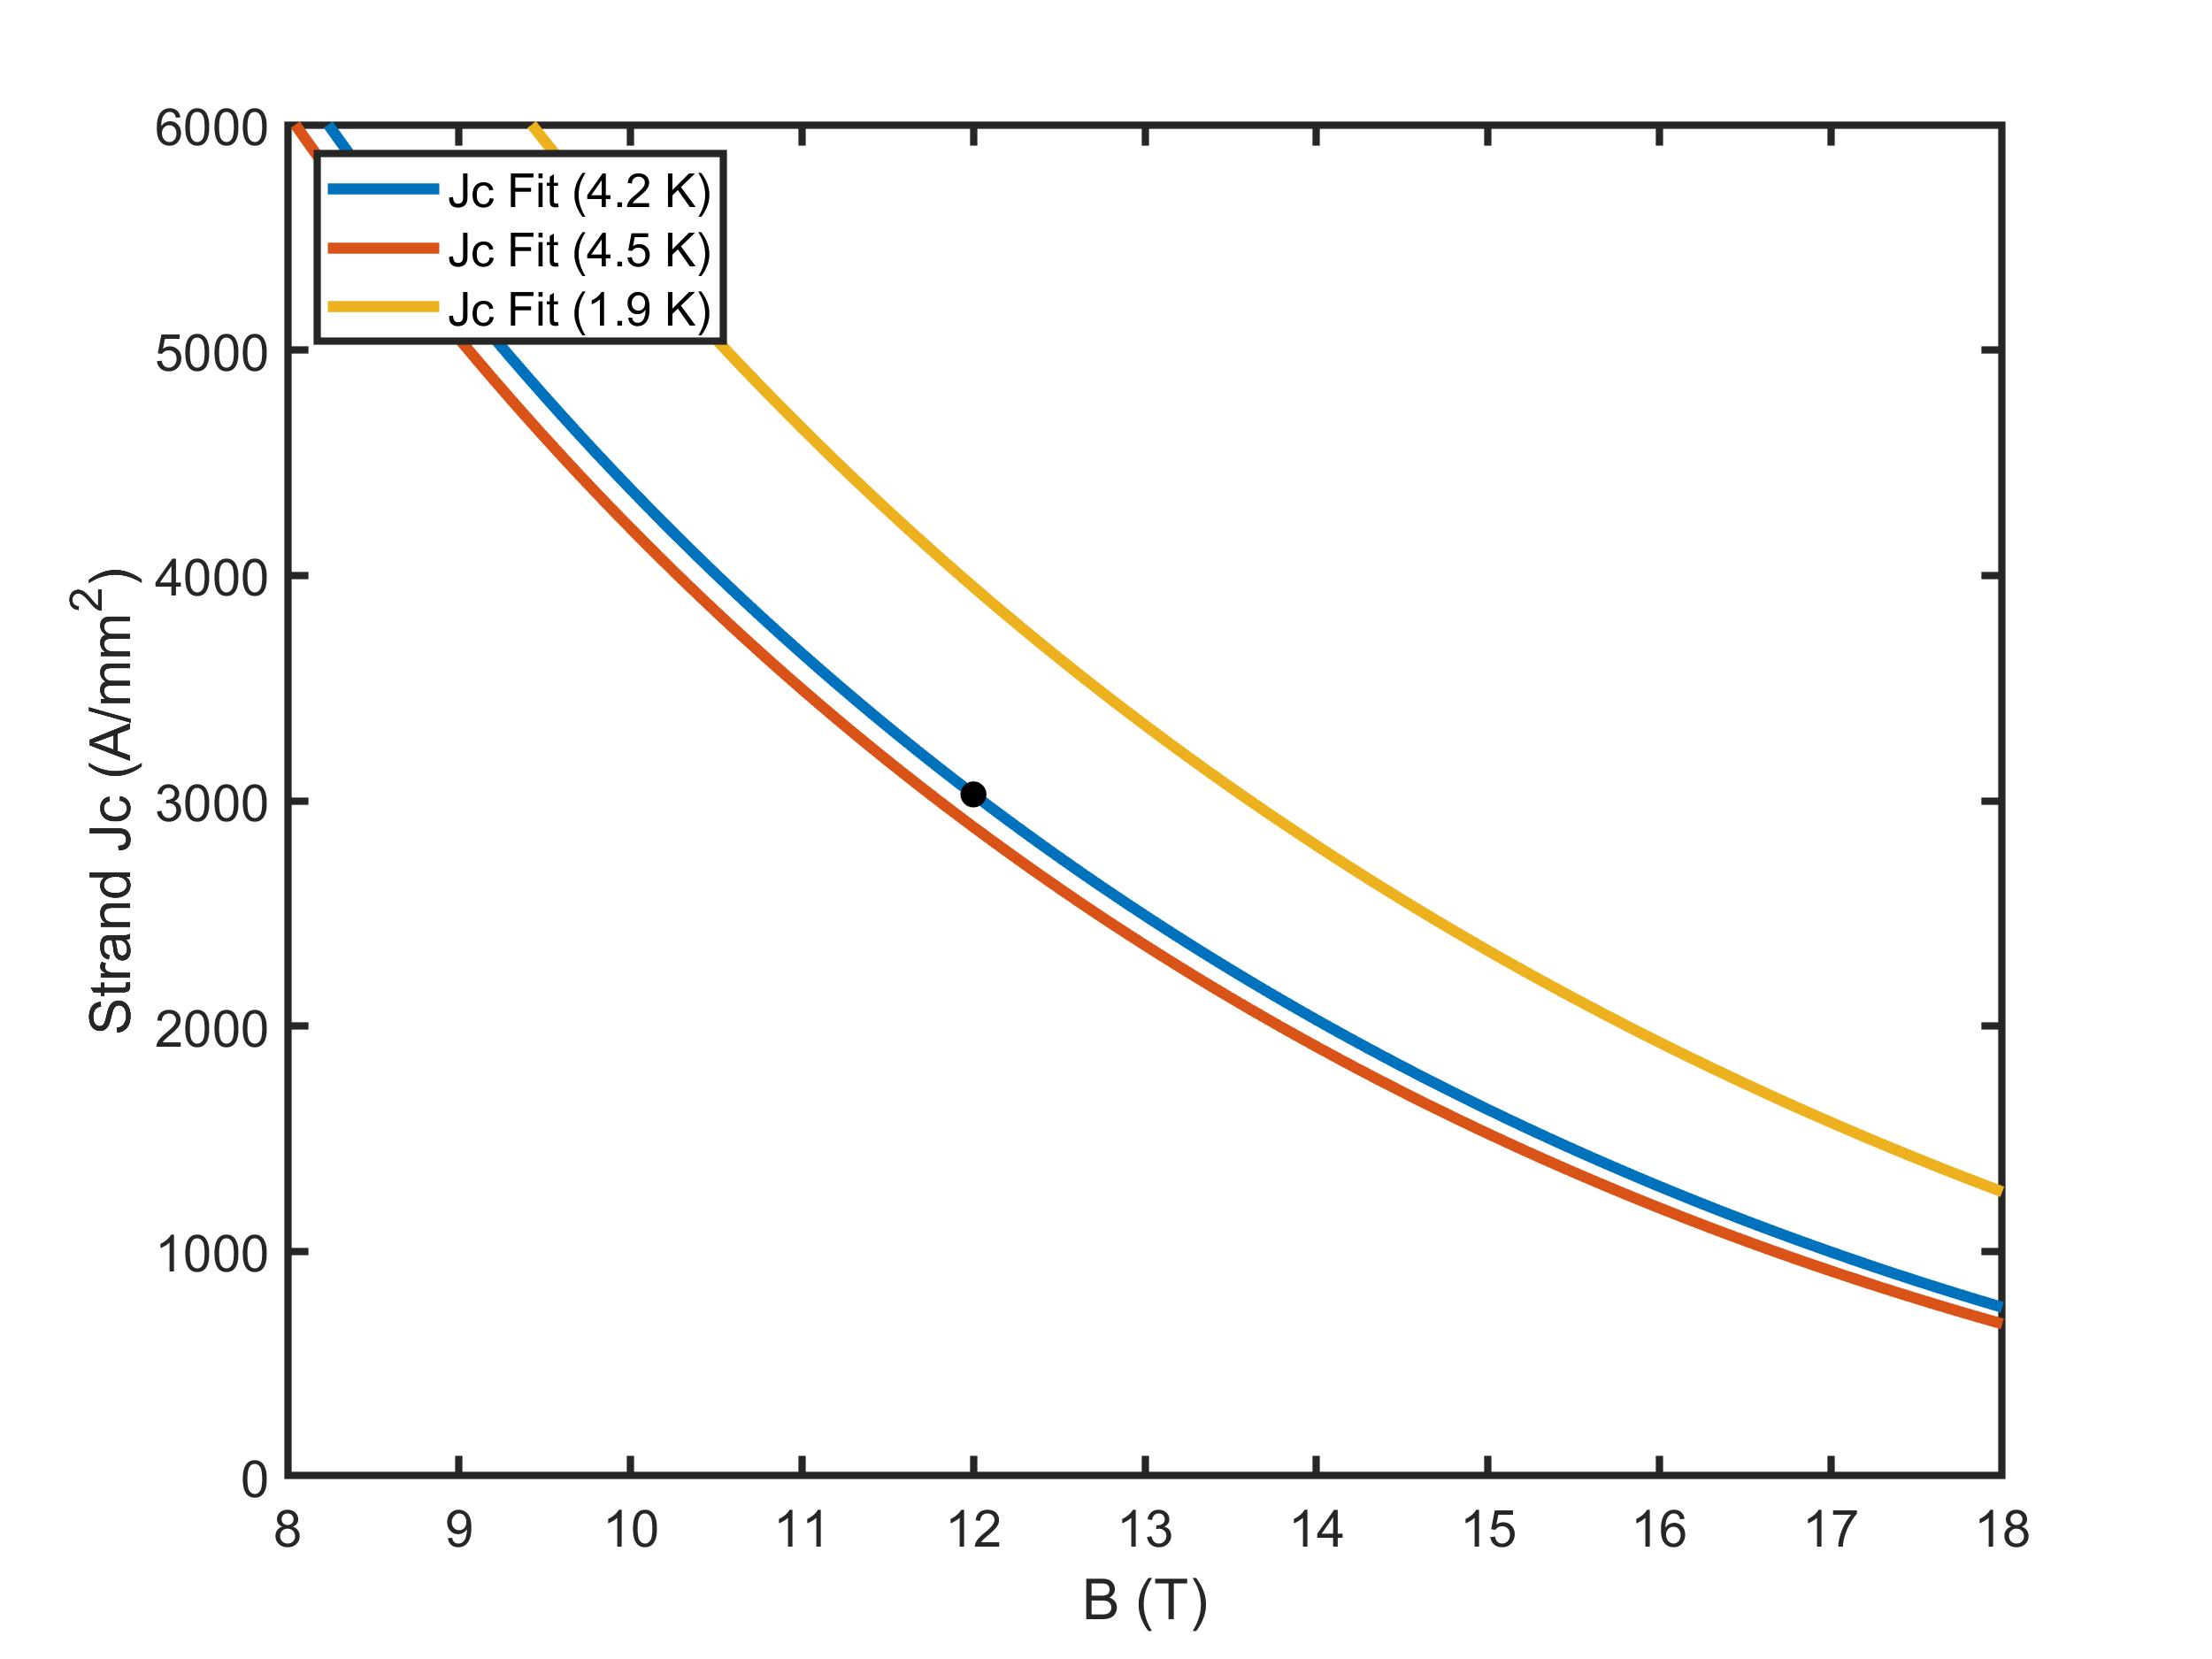 6000
5000
4000
3000
2000
1000
0
Strand Jc (A/mm²)
Jc Fit (4.2 K)
Jc Fit (4.5 K)
Jc Fit (1.9 K)
8 9 10 11 12 13 14 15 16 17 18
B (T)